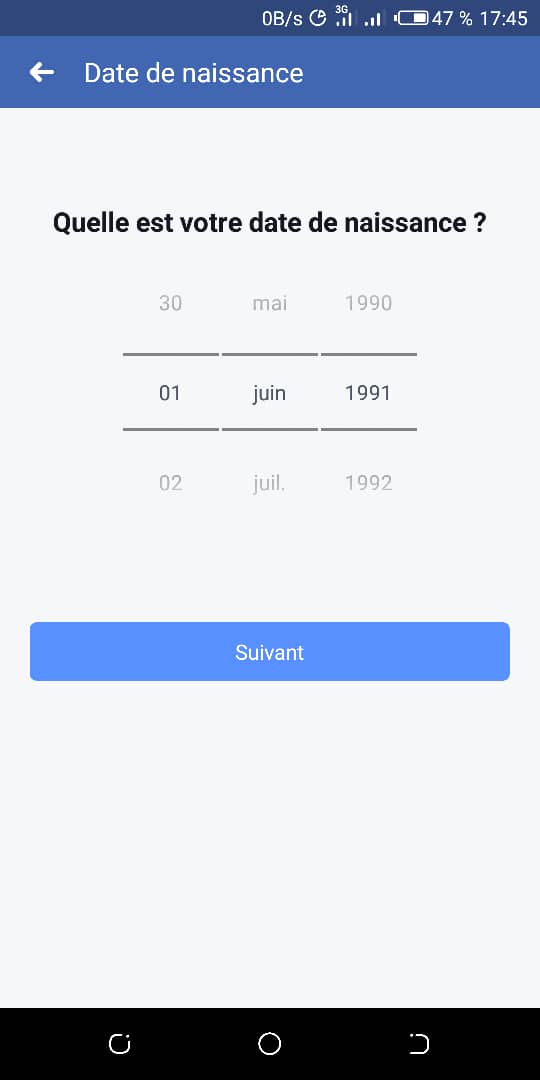 0B/s 3G 47 % 17:45
Date de naissance
Quelle est votre date de naissance ?
30 mai 1990
01 juin 1991
02 juil. 1992
Suivant